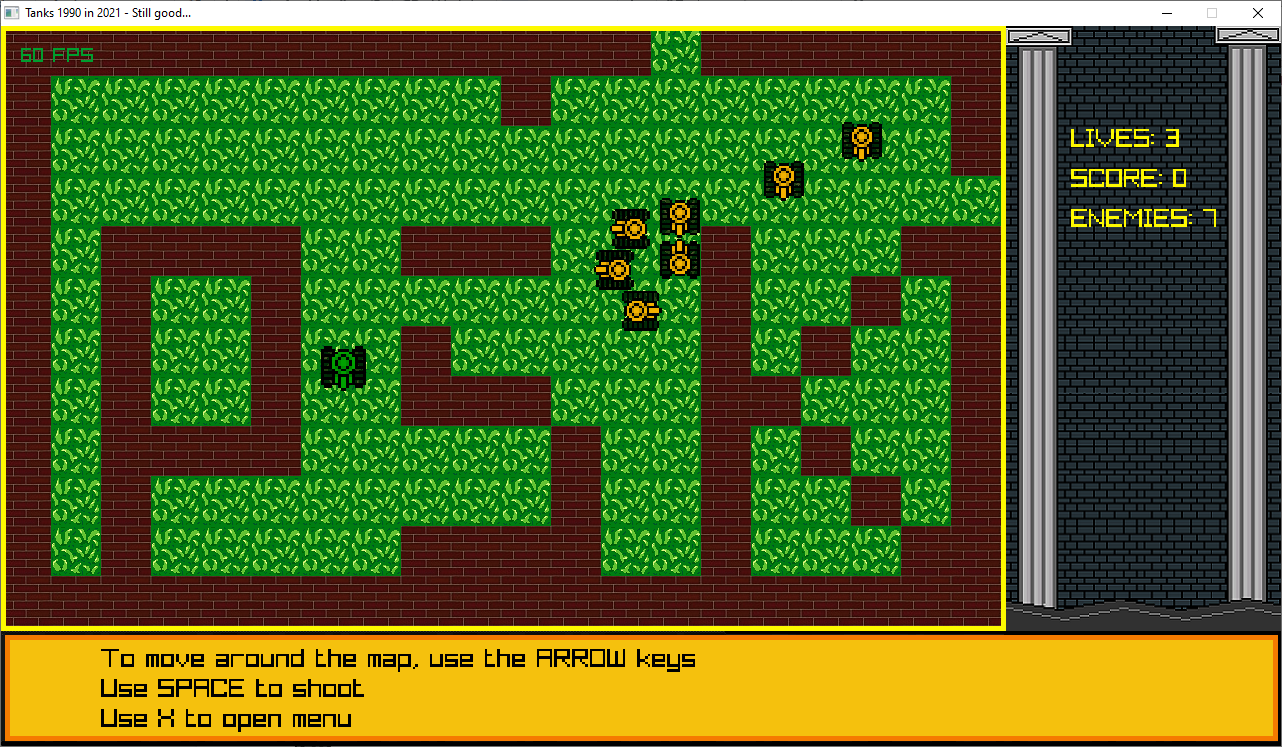 Tanks 1990 in 2021 - Still good...
60 FPS
LIVES: 3
SCORE: 0
ENEMIES: 7
To move around the map, use the ARROW keys
Use SPACE to shoot
Use X to open menu